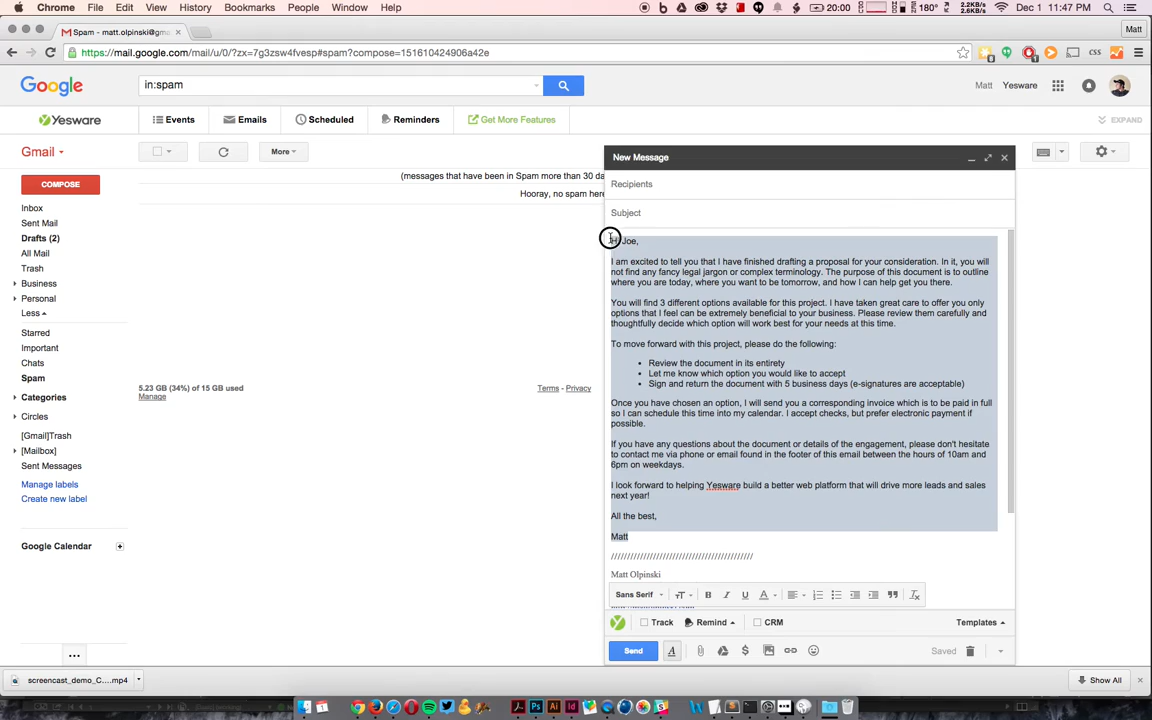 Chrome File Edit View History Bookmarks People Window Help 20:00 180° 2.2KB/s 2.6KB/s Dec 1 11:47 PM
Spam - matt.olpinski@gm Matt
https://mail.google.com/mail/u/0/?zx=7g3zsw4fvesp#spam?compose=151610424906a42e CSS
Google in:spam Matt Yesware
Yesware Events Emails Scheduled Reminders Get More Features EXPAND
Gmail More
(messages that have been in Spam more than 30 da
Hooray, no spam here
COMPOSE
Inbox
Sent Mail
Drafts (2)
All Mail
Trash
Business
Personal
Less
Starred
Important
Chats
Spam
Categories
Circles
[Gmail]Trash
[Mailbox]
Sent Messages
Manage labels
Create new label
Google Calendar
5.23 GB (34%) of 15 GB used
Manage
Terms - Privacy
New Message
Recipients
Subject
Hi Joe,
I am excited to tell you that I have finished drafting a proposal for your consideration. In it, you will
not find any fancy legal jargon or complex terminology. The purpose of this document is to outline
where you are today, where you want to be tomorrow, and how I can help get you there.
You will find 3 different options available for this project. I have taken great care to offer you only
options that I feel can be extremely beneficial to your business. Please review them carefully and
thoughtfully decide which option will work best for your needs at this time.
To move forward with this project, please do the following:
• Review the document in its entirety
• Let me know which option you would like to accept
• Sign and return the document with 5 business days (e-signatures are acceptable)
Once you have chosen an option, I will send you a corresponding invoice which is to be paid in full
so I can schedule this time into my calendar. I accept checks, but prefer electronic payment if
possible.
If you have any questions about the document or details of the engagement, please don't hesitate
to contact me via phone or email found in the footer of this email between the hours of 10am and
6pm on weekdays.
I look forward to helping Yesware build a better web platform that will drive more leads and sales
next year!
All the best,
Matt
///////////////////////////////////////////
Matt Olpinski
Sans Serif
Track Remind CRM Templates
Send Saved
screencast_demo_C....mp4 Show All